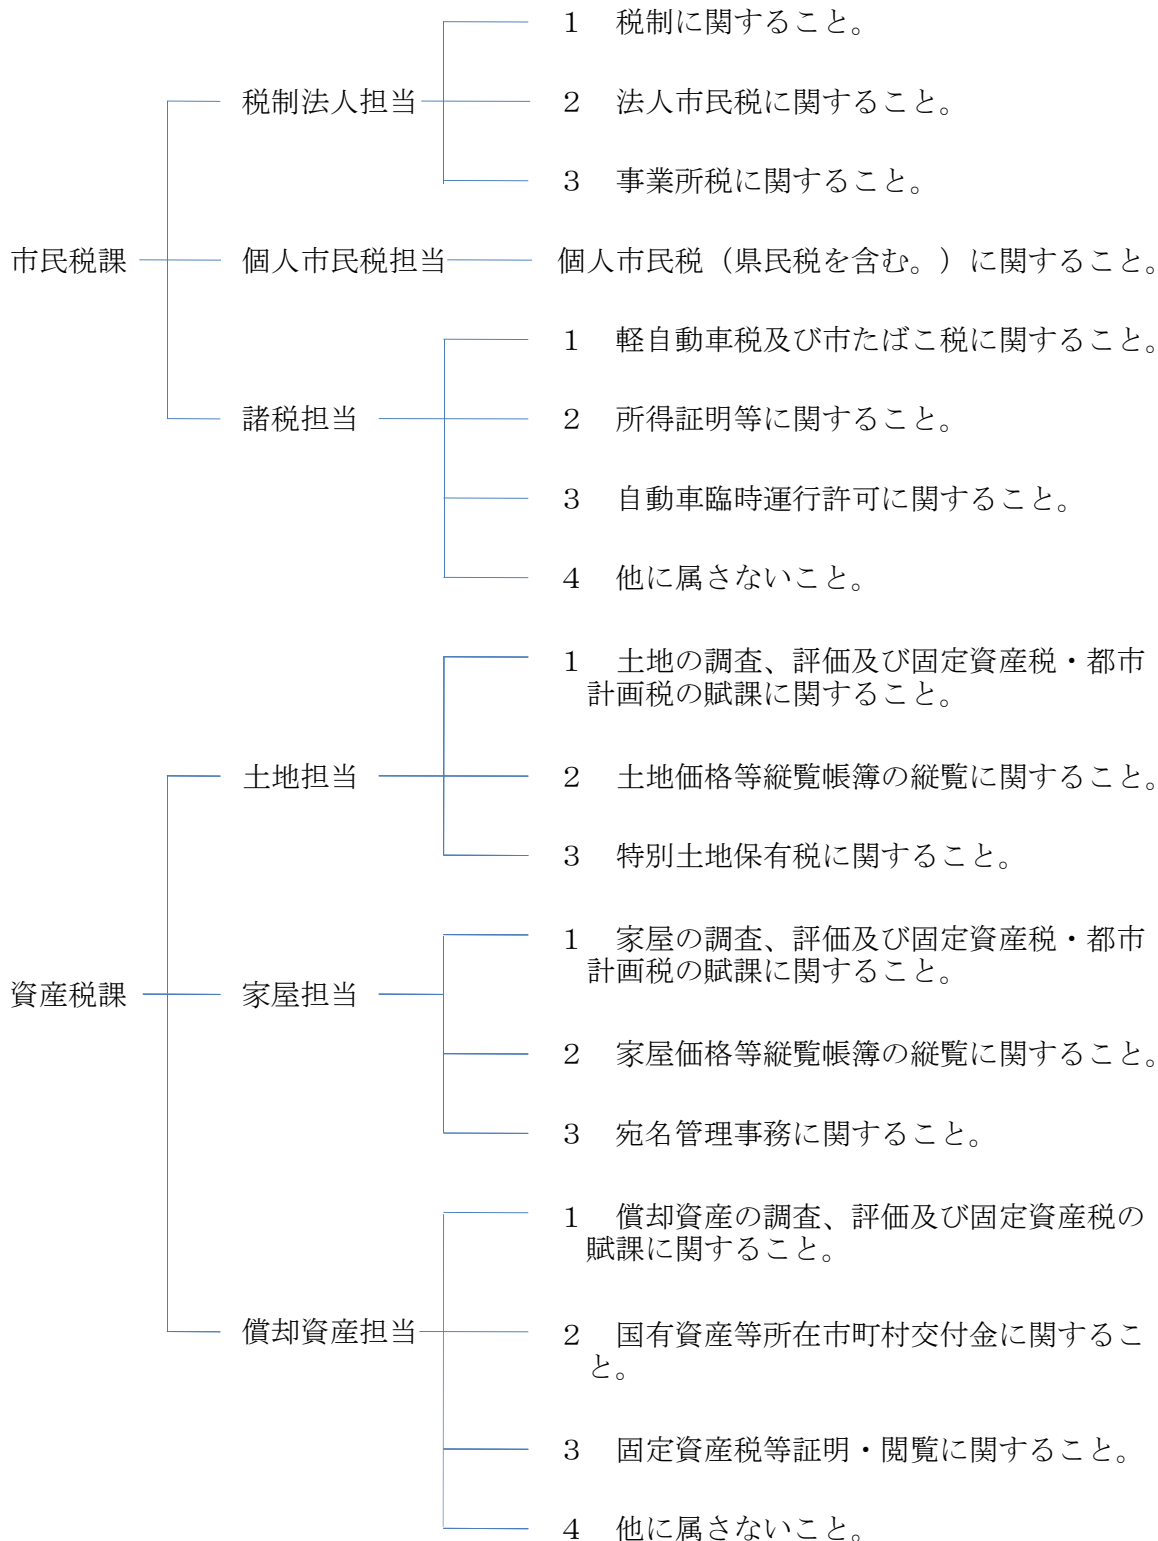 市民税課
税制法人担当
１　税制に関すること。
２　法人市民税に関すること。
３　事業所税に関すること。
個人市民税担当
個人市民税（県民税を含む。）に関すること。
諸税担当
１　軽自動車税及び市たばこ税に関すること。
２　所得証明等に関すること。
３　自動車臨時運行許可に関すること。
４　他に属さないこと。
資産税課
土地担当
１　土地の調査、評価及び固定資産税・都市
計画税の賦課に関すること。
２　土地価格等縦覧帳簿の縦覧に関すること。
３　特別土地保有税に関すること。
家屋担当
１　家屋の調査、評価及び固定資産税・都市
計画税の賦課に関すること。
２　家屋価格等縦覧帳簿の縦覧に関すること。
３　宛名管理事務に関すること。
償却資産担当
１　償却資産の調査、評価及び固定資産税の
賦課に関すること。
２　国有資産等所在市町村交付金に関するこ
と。
３　固定資産税等証明・閲覧に関すること。
４　他に属さないこと。